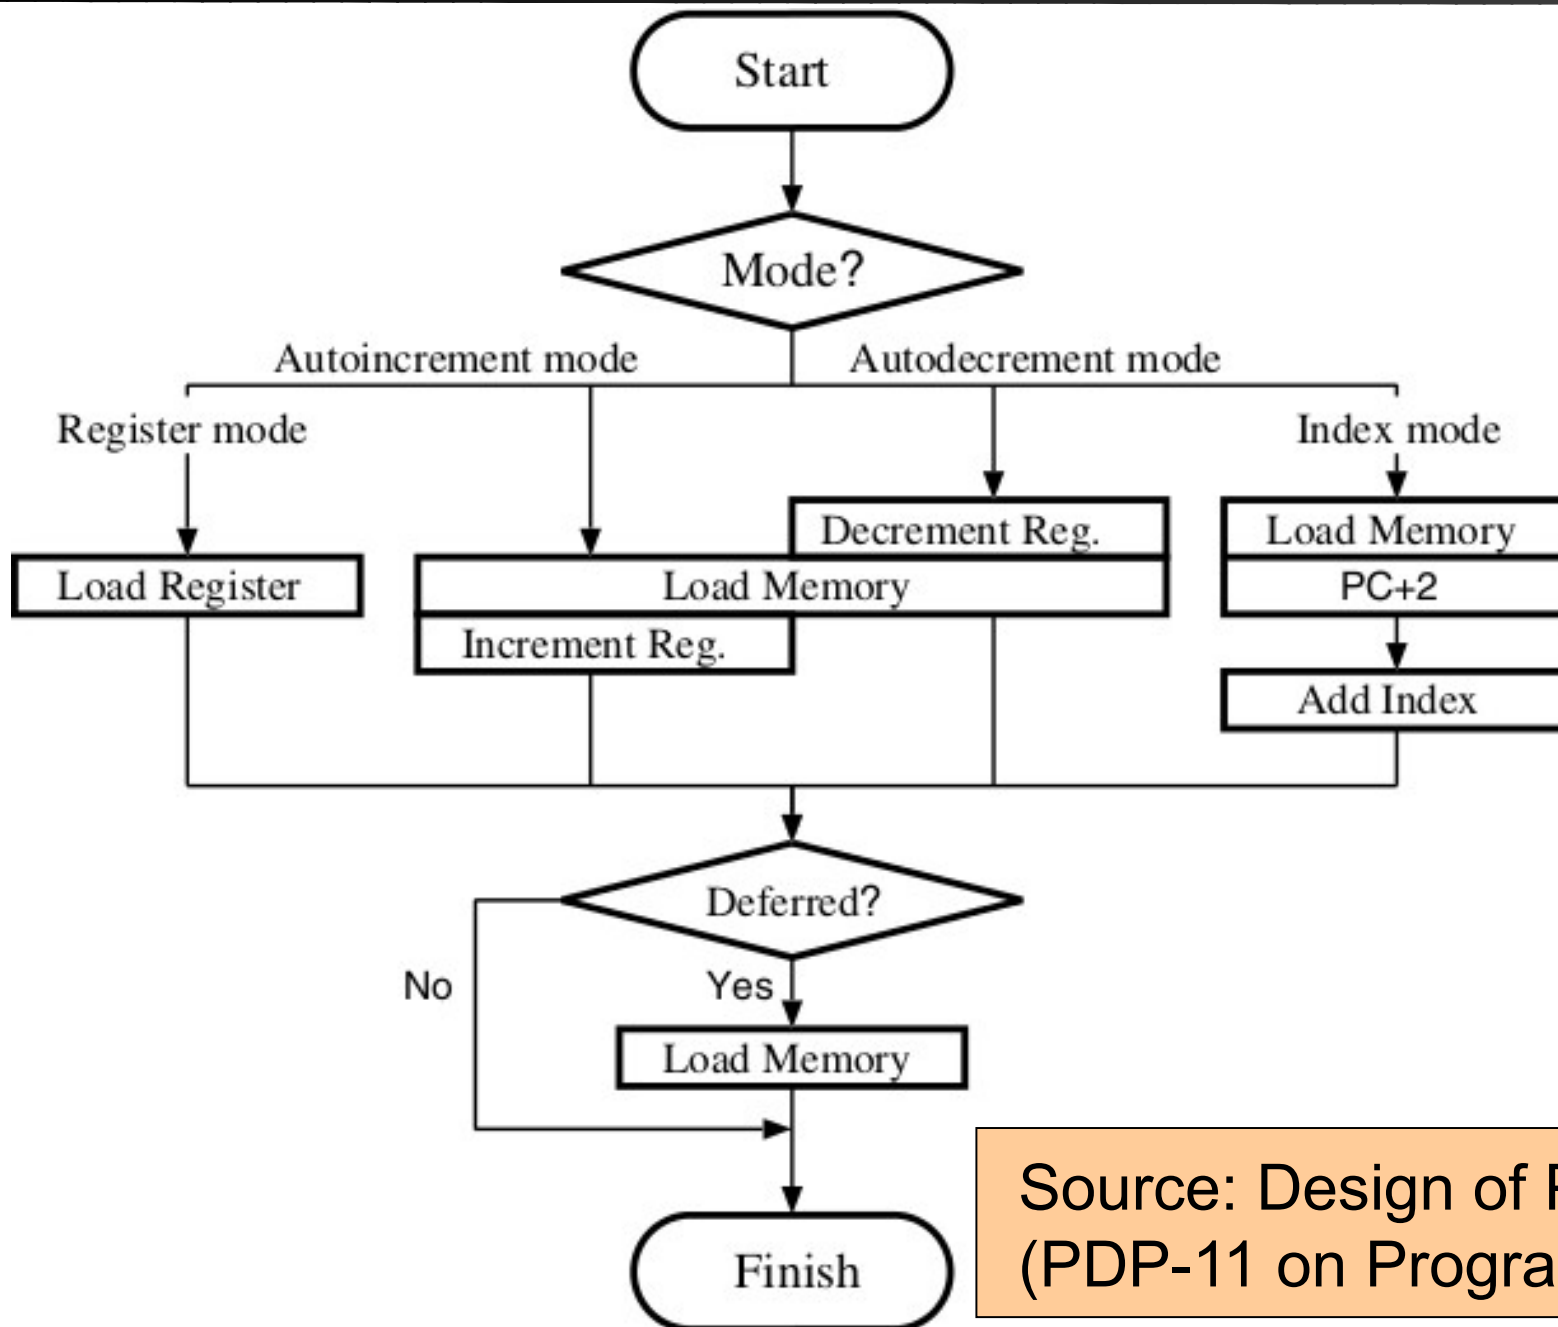 Start
Mode?
Autoincrement mode
Autodecrement mode
Register mode
Index mode
Decrement Reg.
Load Memory
Load Register
Load Memory
PC+2
Increment Reg.
Add Index
Deferred?
No
Yes
Load Memory
Source: Design of
(PDP-11 on Progra
Finish